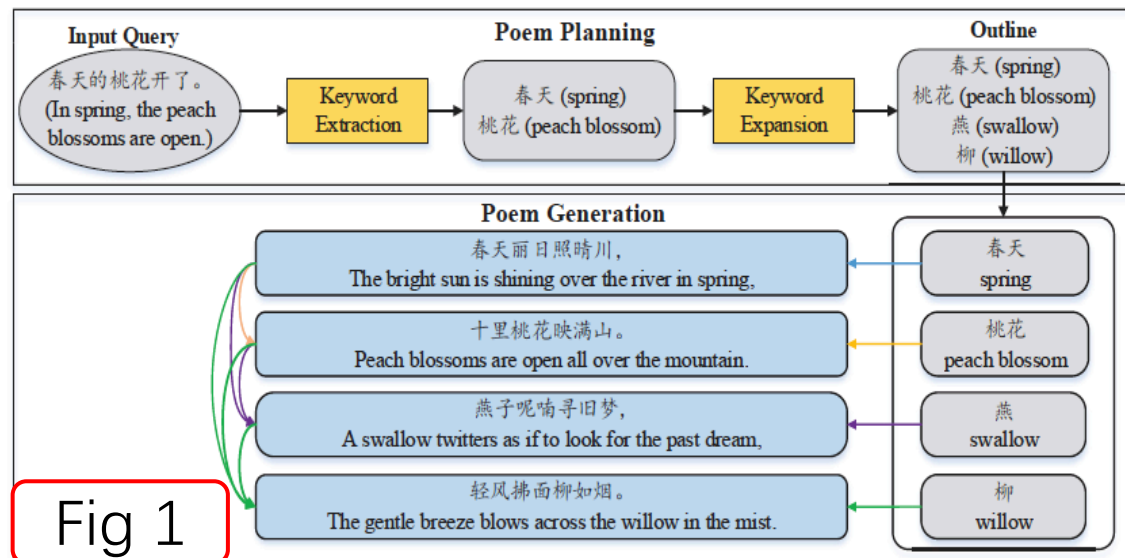 Input Query
Poem Planning
Outline
春天的桃花开了。
(In spring, the peach
blossoms are open.)
Keyword
Extraction
春天 (spring)
桃花 (peach blossom)
Keyword
Expansion
春天 (spring)
桃花 (peach blossom)
燕 (swallow)
柳 (willow)
Poem Generation
春天丽日照晴川，
The bright sun is shining over the river in spring,
春天
spring
十里桃花映满山。
Peach blossoms are open all over the mountain.
桃花
peach blossom
燕子呢喃寻旧梦，
A swallow twitters as if to look for the past dream,
燕
swallow
轻风拂面柳如烟。
The gentle breeze blows across the willow in the mist.
柳
willow
Fig 1